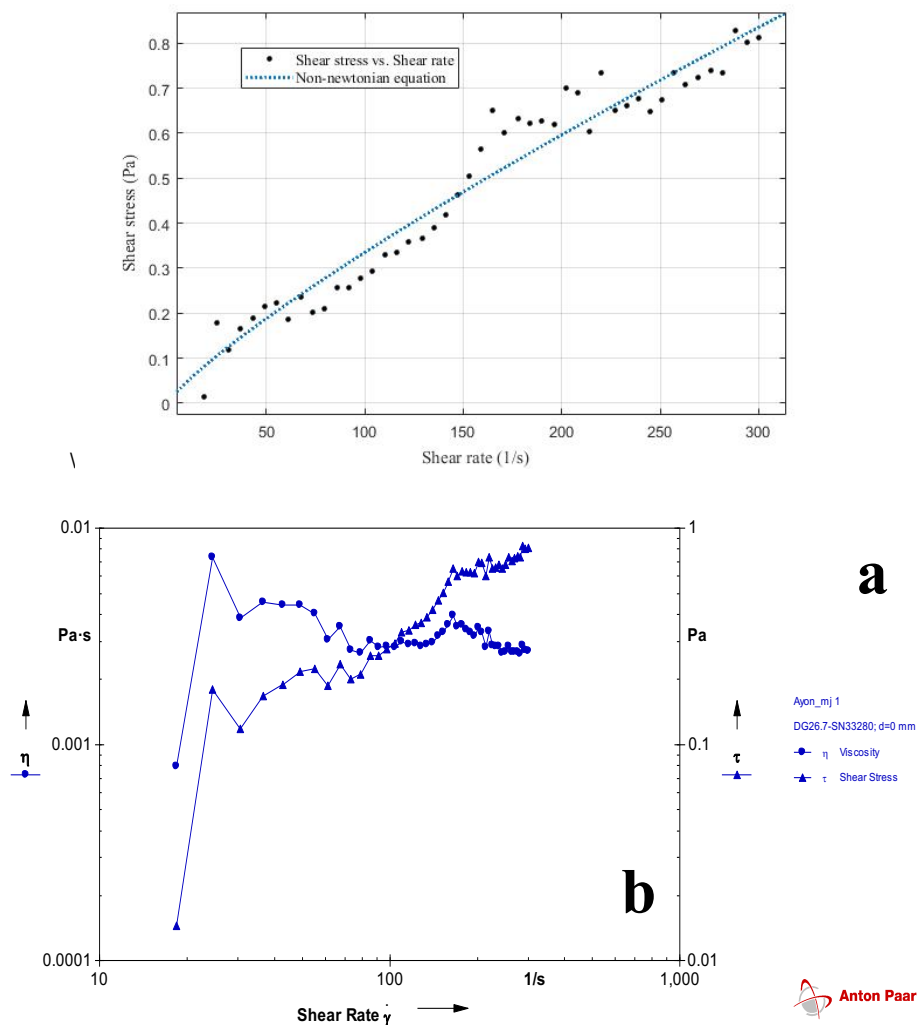 0.8
0.7
0.6
0.5
0.4
0.3
0.2
0.1
0
Shear stress (Pa)
Shear stress vs. Shear rate
Non-newtonian equation
50 100 150 200 250 300
Shear rate (1/s)
\
a
0.01
Pa·s
0.001
η
0.0001
1
Pa
0.1
τ
0.01
b
10 100 1/s 1,000
Shear Rate γ̇
Ayon_mj 1
DG26.7-SN33280; d=0 mm
η Viscosity
τ Shear Stress
Anton Paar